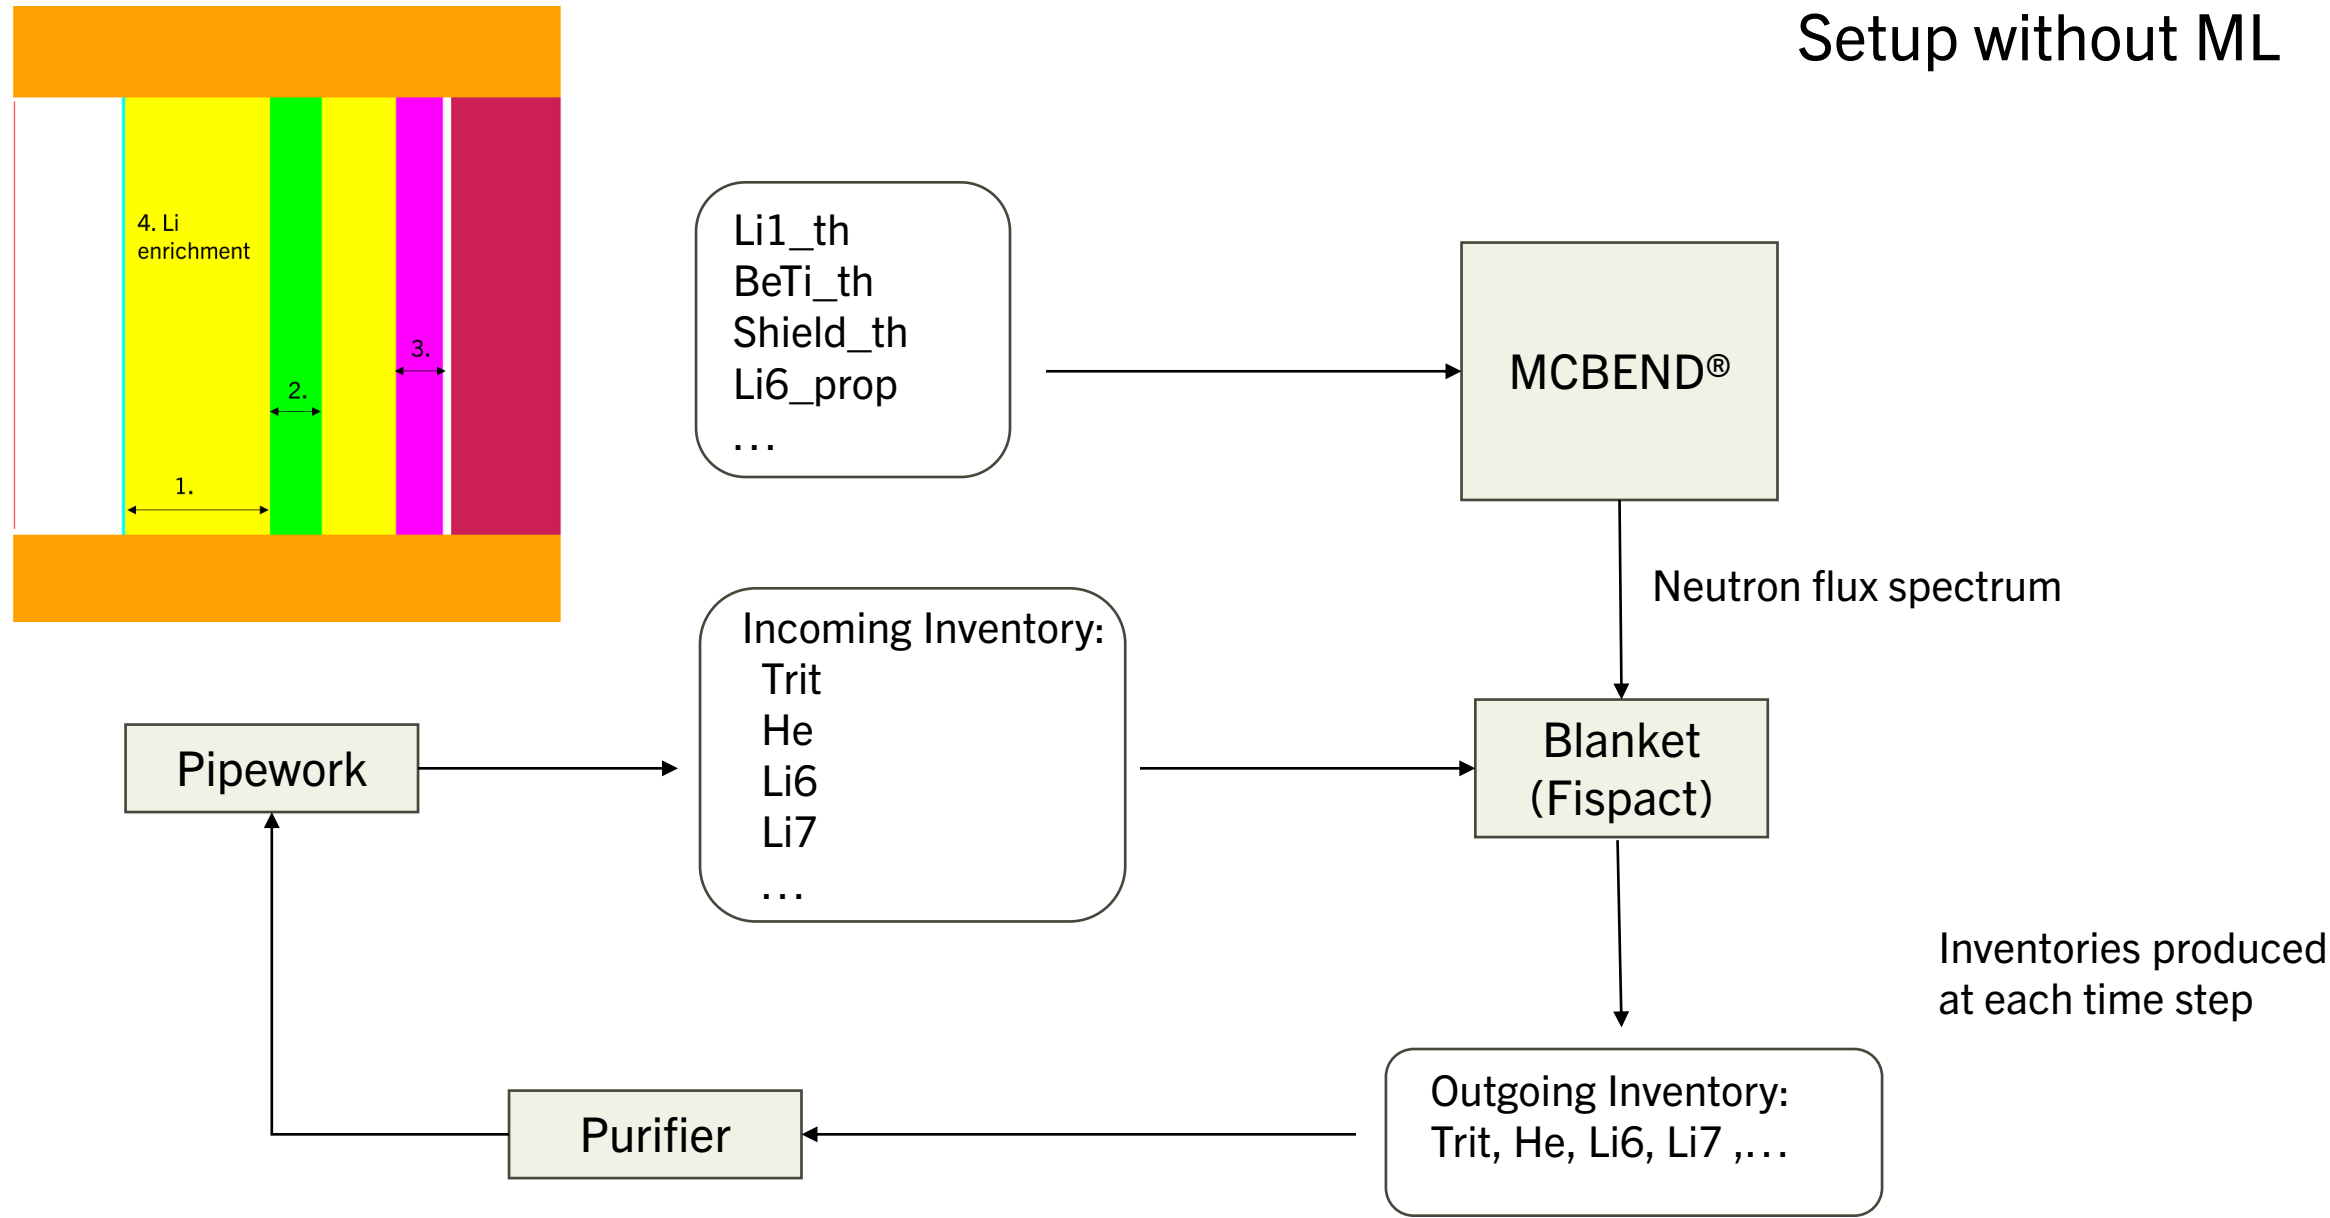 Setup without ML
4. Li
enrichment
3.
2.
1.
Li1_th
BeTi_th
Shield_th
Li6_prop
...
MCBEND®
Neutron flux spectrum
Incoming Inventory:
Trit
He
Li6
Li7
...
Pipework
Blanket
(Fispact)
Inventories produced
at each time step
Outgoing Inventory:
Trit, He, Li6, Li7 ,...
Purifier